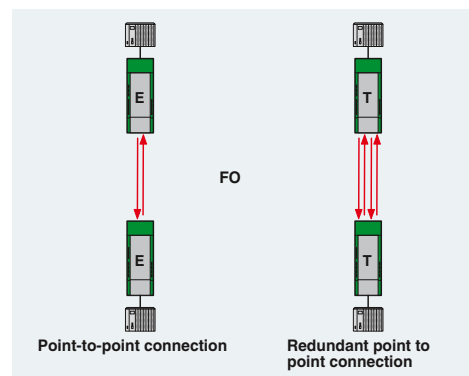 E
T
FO
E
T
Point-to-point connection
Redundant point to
point connection